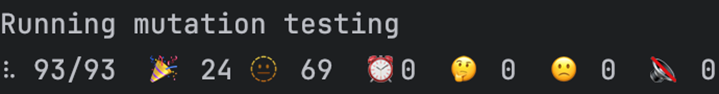 Running mutation testing
⠧ 93/93 🎉 24 🫥 69 ⏰ 0 🤔 0 🙁 0 🔇 0